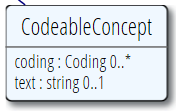 CodeableConcept
coding : Coding 0..*
text : string 0..1